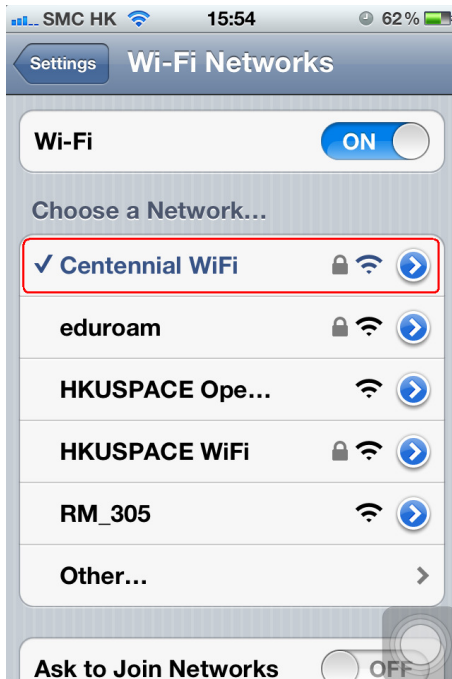 SMC HK 15:54 62%
Settings Wi-Fi Networks
Wi-Fi ON
Choose a Network...
Centennial WiFi
eduroam
HKUSPACE Ope...
HKUSPACE WiFi
RM_305
Other...
Ask to Join Networks OFF